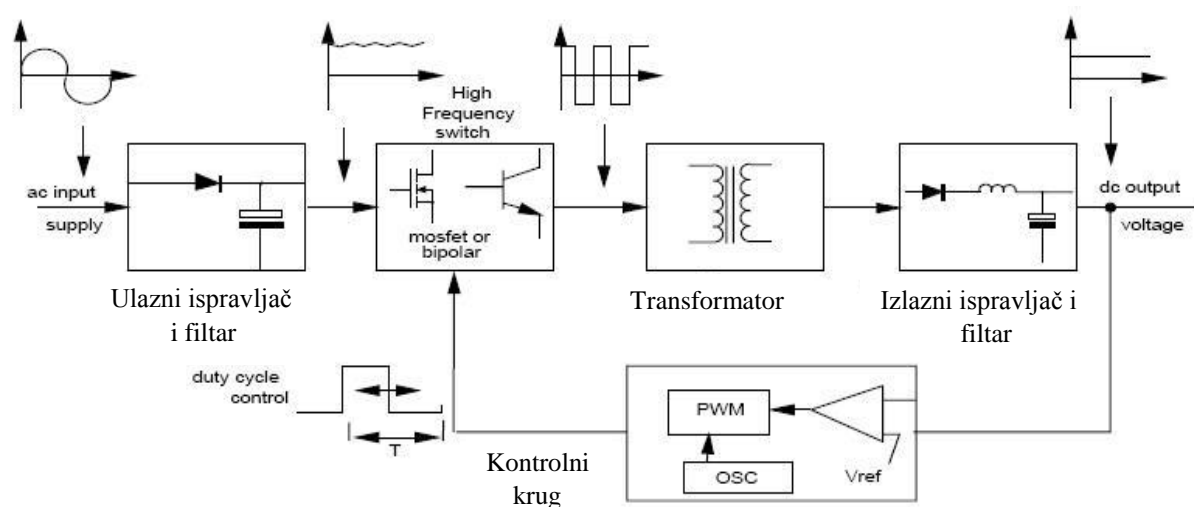 High
Frequency
switch
ac input
supply
mosfet or
bipolar
dc output
voltage
Ulazni ispravljač
i filtar
Transformator
Izlazni ispravljač i
filtar
duty cycle
control
T
PWM
OSC
Vref
Kontrolni
krug